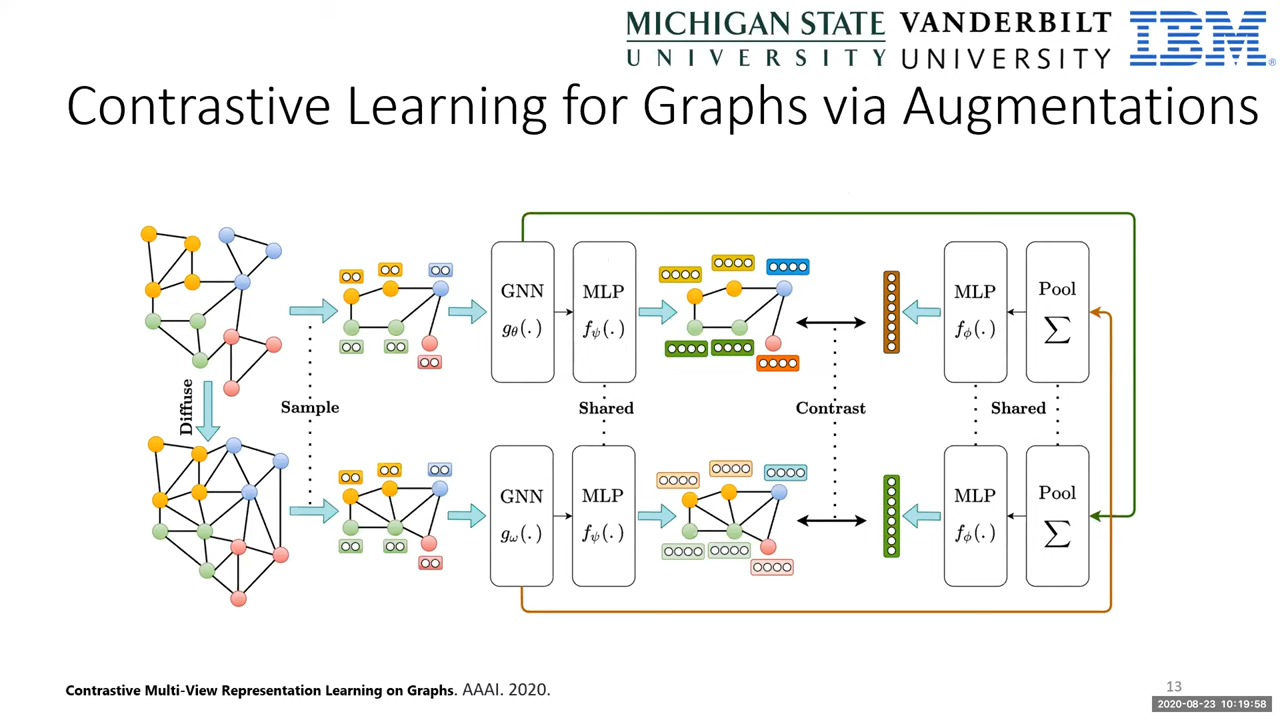 MICHIGAN STATE
UNIVERSITY
VANDERBILT
UNIVERSITY
IBM®
Contrastive Learning for Graphs via Augmentations
Diffuse
Sample
GNN
gθ(.)
MLP
fψ(.)
MLP
fϕ(.)
Pool
∑
Shared
Contrast
Shared
GNN
gω(.)
MLP
fψ(.)
MLP
fϕ(.)
Pool
∑
Contrastive Multi-View Representation Learning on Graphs. AAAI. 2020.
13
2020-08-23 10:19:58